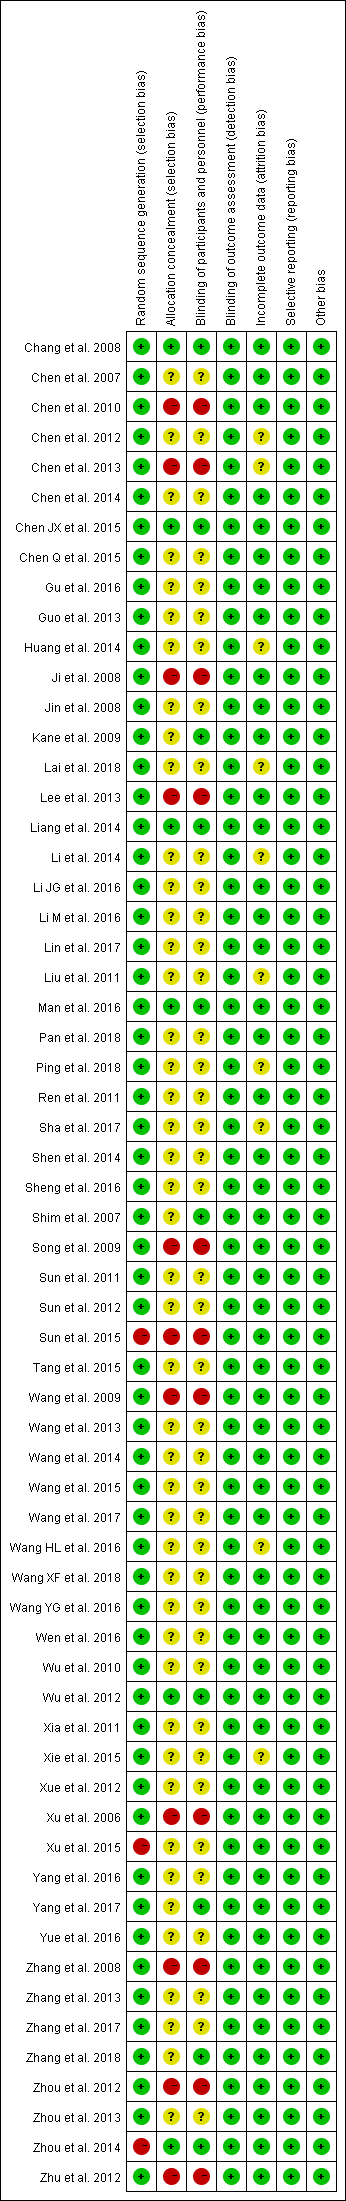 Random sequence generation (selection bias)
Allocation concealment (selection bias)
Blinding of participants and personnel (performance bias)
Blinding of outcome assessment (detection bias)
Incomplete outcome data (attrition bias)
Selective reporting (reporting bias)
Other bias
Chang et al. 2008 + + + + + + +
Chen et al. 2007 + ? ? + + + +
Chen et al. 2010 + - - + + + +
Chen et al. 2012 + ? ? + ? + +
Chen et al. 2013 + - - + ? + +
Chen et al. 2014 + ? ? + + + +
Chen JX et al. 2015 + + + + + + +
Chen Q et al. 2015 + ? ? + + + +
Gu et al. 2016 + ? ? + + + +
Guo et al. 2013 + ? ? + + + +
Huang et al. 2014 + ? ? + ? + +
Ji et al. 2008 + - - + + + +
Jin et al. 2008 + ? ? + + + +
Kane et al. 2009 + ? + + + + +
Lai et al. 2018 + ? ? + ? + +
Lee et al. 2013 + - - + + + +
Liang et al. 2014 + + + + + + +
Li et al. 2014 + ? ? + ? + +
Li JG et al. 2016 + ? ? + + + +
Li M et al. 2016 + ? ? + + + +
Lin et al. 2017 + ? ? + + + +
Liu et al. 2011 + ? ? + ? + +
Man et al. 2016 + + + + + + +
Pan et al. 2018 + ? ? + + + +
Ping et al. 2018 + ? ? + ? + +
Ren et al. 2011 + ? ? + + + +
Sha et al. 2017 + ? ? + ? + +
Shen et al. 2014 + ? ? + + + +
Sheng et al. 2016 + ? ? + + + +
Shim et al. 2007 + ? + + + + +
Song et al. 2009 + - - + + + +
Sun et al. 2011 + ? ? + + + +
Sun et al. 2012 + ? ? + + + +
Sun et al. 2015 - - - + + + +
Tang et al. 2015 + ? ? + + + +
Wang et al. 2009 + - - + + + +
Wang et al. 2013 + ? ? + + + +
Wang et al. 2014 + ? ? + + + +
Wang et al. 2015 + ? ? + + + +
Wang et al. 2017 + ? ? + + + +
Wang HL et al. 2016 + ? ? + ? + +
Wang XF et al. 2018 + ? ? + + + +
Wang YG et al. 2016 + ? ? + + + +
Wen et al. 2016 + ? ? + + + +
Wu et al. 2010 + ? ? + + + +
Wu et al. 2012 + + + + + + +
Xia et al. 2011 + ? ? + + + +
Xie et al. 2015 + ? ? + ? + +
Xue et al. 2012 + ? ? + + + +
Xu et al. 2006 + - - + + + +
Xu et al. 2015 - ? ? + + + +
Yang et al. 2016 + ? ? + + + +
Yang et al. 2017 + ? + + + + +
Yue et al. 2016 + ? ? + + + +
Zhang et al. 2008 + - - + + + +
Zhang et al. 2013 + ? ? + + + +
Zhang et al. 2017 + ? ? + + + +
Zhang et al. 2018 + ? + + + + +
Zhou et al. 2012 + - - + + + +
Zhou et al. 2013 + ? ? + + + +
Zhou et al. 2014 - + + + + + +
Zhu et al. 2012 + - - + + + +